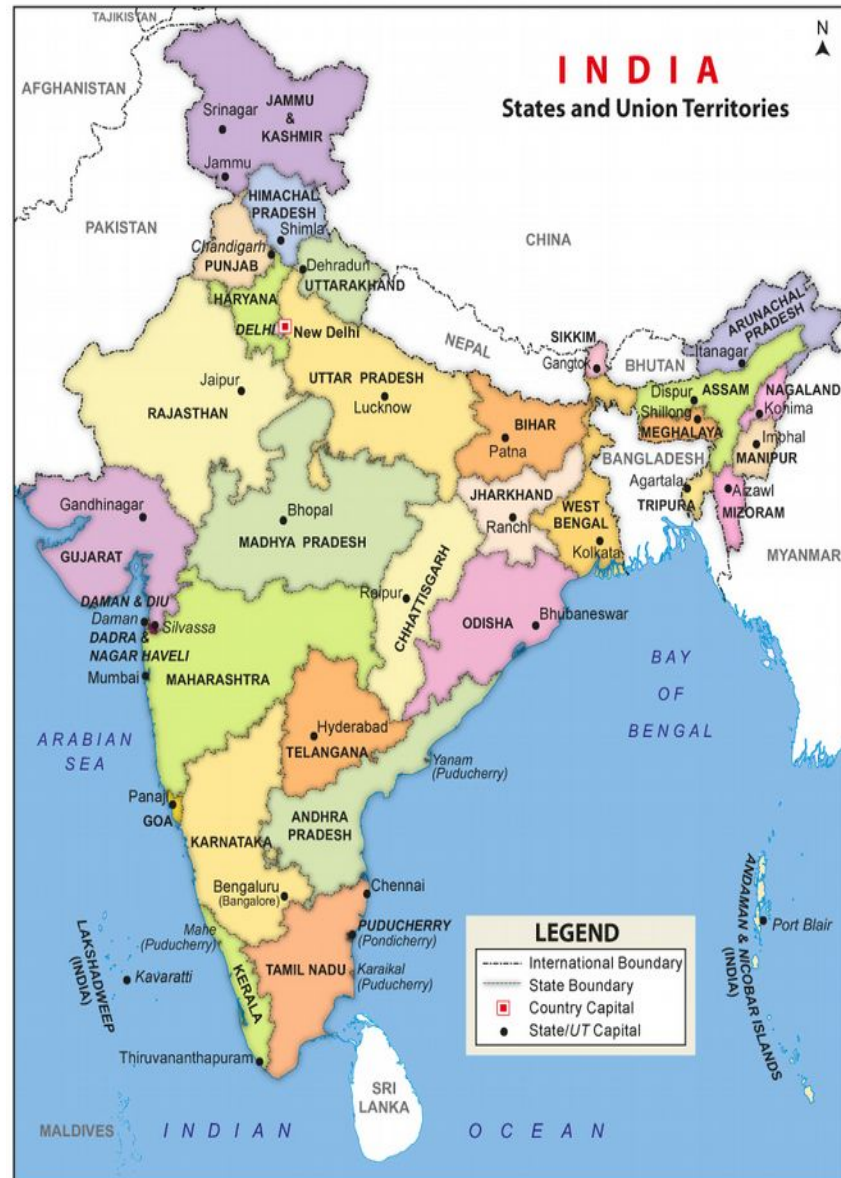 TAJIKISTAN
N
INDIA
States and Union Territories
AFGHANISTAN
Srinagar
JAMMU
&
KASHMIR
Jammu
HIMACHAL
PRADESH
Shimla
PAKISTAN
CHINA
Chandigarh
PUNJAB
Dehradun
UTTARAKHAND
HARYANA
DELHI
New Delhi
ARUNACHAL
PRADESH
NEPAL
SIKKIM
Gangtok
BHUTAN
Itanagar
Jaipur
RAJASTHAN
UTTAR PRADESH
Lucknow
Dispur
ASSAM
NAGALAND
Shillong
Kohima
MEGHALAYA
BIHAR
Patna
Imphal
MANIPUR
BANGLADESH
Agartala
Aizawl
TRIPURA
MIZORAM
Gandhinagar
GUJARAT
Bhopal
MADHYA PRADESH
JHARKHAND
Ranchi
WEST
BENGAL
Kolkata
MYANMAR
CHHATTISGARH
Raipur
DAMAN & DIU
Daman
Silvassa
DADRA &
NAGAR HAVELI
Mumbai
MAHARASHTRA
ODISHA
Bhubaneswar
BAY
OF
BENGAL
ARABIAN
SEA
Hyderabad
TELANGANA
Yanam
(Puducherry)
Panaji
GOA
KARNATAKA
ANDHRA
PRADESH
Bengaluru
(Bangalore)
Chennai
Mahe
(Puducherry)
PUDUCHERRY
(Pondicherry)
LAKSHADWEEP
(INDIA)
Kavaratti
KERALA
TAMIL NADU
Karaikal
(Puducherry)
Thiruvananthapuram
ANDAMAN & NICOBAR ISLANDS
(INDIA)
Port Blair
LEGEND
International Boundary
State Boundary
Country Capital
State/UT Capital
SRI
LANKA
MALDIVES
INDIAN OCEAN